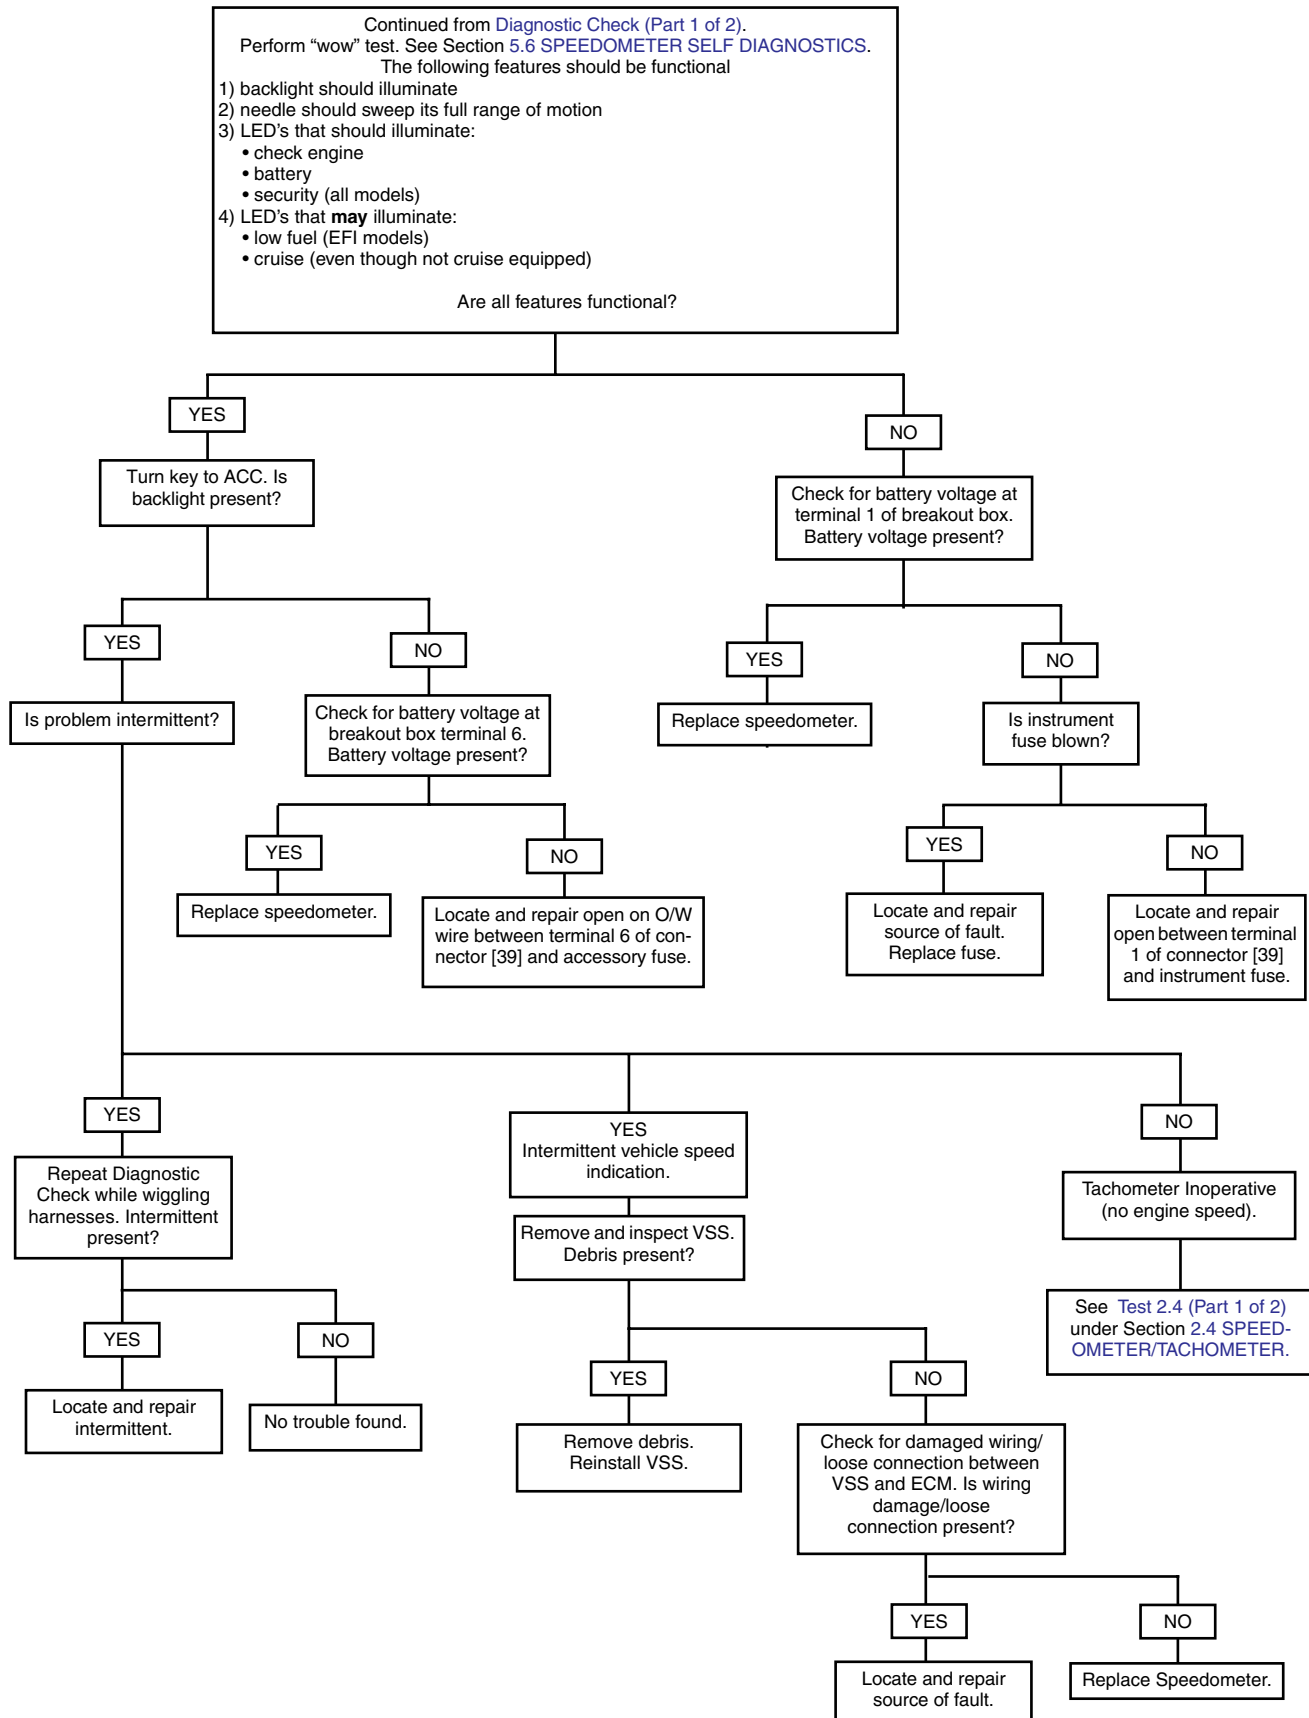 Continued from Diagnostic Check (Part 1 of 2).
Perform “wow” test. See Section 5.6 SPEEDOMETER SELF DIAGNOSTICS.
The following features should be functional
1) backlight should illuminate
2) needle should sweep its full range of motion
3) LED’s that should illuminate:
• check engine
• battery
• security (all models)
4) LED’s that may illuminate:
• low fuel (EFI models)
• cruise (even though not cruise equipped)
Are all features functional?
YES
Turn key to ACC. Is
backlight present?
NO
Check for battery voltage at
terminal 1 of breakout box.
Battery voltage present?
YES
Is problem intermittent?
NO
Check for battery voltage at
breakout box terminal 6.
Battery voltage present?
YES
Replace speedometer.
NO
Is instrument
fuse blown?
YES
Replace speedometer.
NO
Locate and repair open on O/W
wire between terminal 6 of con-
nector [39] and accessory fuse.
YES
Locate and repair
source of fault.
Replace fuse.
NO
Locate and repair
open between terminal
1 of connector [39]
and instrument fuse.
YES
Repeat Diagnostic
Check while wiggling
harnesses. Intermittent
present?
YES
Intermittent vehicle speed
indication.
Remove and inspect VSS.
Debris present?
NO
Tachometer Inoperative
(no engine speed).
See Test 2.4 (Part 1 of 2)
under Section 2.4 SPEED-
OMETER/TACHOMETER.
YES
Locate and repair
intermittent.
NO
No trouble found.
YES
Remove debris.
Reinstall VSS.
NO
Check for damaged wiring/
loose connection between
VSS and ECM. Is wiring
damage/loose
connection present?
YES
Locate and repair
source of fault.
NO
Replace Speedometer.